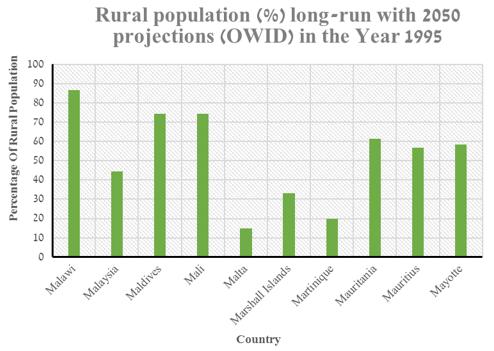 Rural population (%) long-run with 2050
projections (OWID) in the Year 1995
Percentage Of Rural Population
100
90
80
70
60
50
40
30
20
10
0
Malawi
Malaysia
Maldives
Mali
Malta
Marshall Islands
Martinique
Mauritania
Mauritius
Mayotte
Country